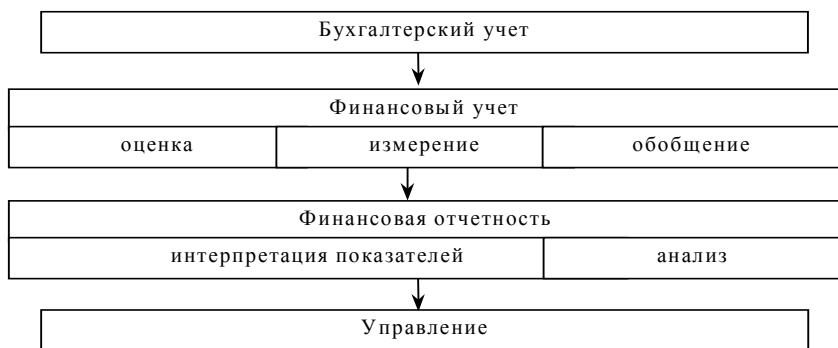 Бухгалтерский учет
Финансовый учет
оценка измерение обобщение
Финансовая отчетность
интерпретация показателей анализ
Управление